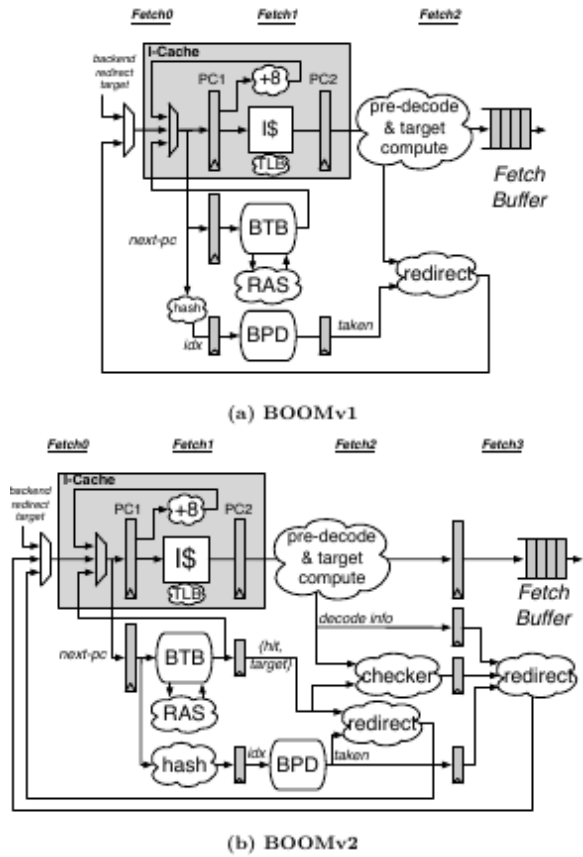 Fetch0 Fetch1 Fetch2
I-Cache
backend
redirect
target
PC1
+8
PC2
I$
TLB
pre-decode
& target
compute
Fetch
Buffer
next-pc
BTB
RAS
redirect
hash
idx
BPD
taken
(a) BOOMv1
Fetch0 Fetch1 Fetch2 Fetch3
I-Cache
backend
redirect
target
PC1
+8
PC2
I$
TLB
pre-decode
& target
compute
Fetch
Buffer
decode info
next-pc
BTB
(hit,
target)
checker
redirect
RAS
redirect
hash
idx
BPD
taken
(b) BOOMv2